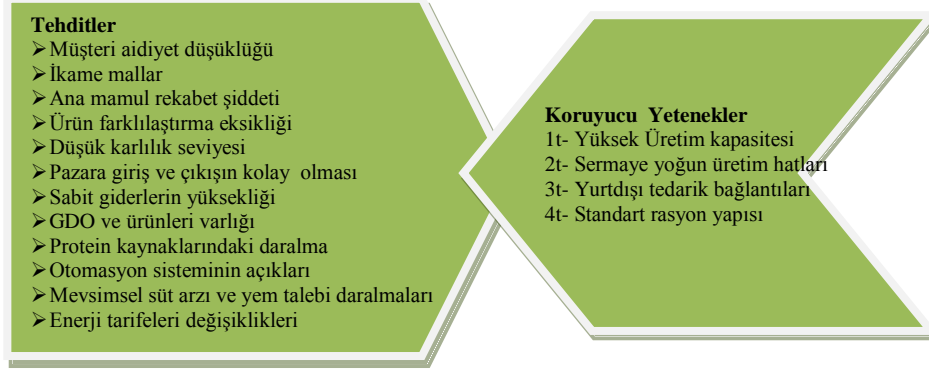 Tehditler
➢Müşteri aidiyet düşüklüğü
➢İkame mallar
➢Ana mamul rekabet şiddeti
➢Ürün farklılaştırma eksikliği
➢Düşük karlılık seviyesi
➢Pazara giriş ve çıkışın kolay olması
➢Sabit giderlerin yüksekliği
➢GDO ve ürünleri varlığı
➢Protein kaynaklarındaki daralma
➢Otomasyon sisteminin açıkları
➢Mevsimsel süt arzı ve yem talebi daralmaları
➢Enerji tarifeleri değişiklikleri
Koruyucu Yetenekler
1t- Yüksek Üretim kapasitesi
2t- Sermaye yoğun üretim hatları
3t- Yurtdışı tedarik bağlantıları
4t- Standart rasyon yapısı